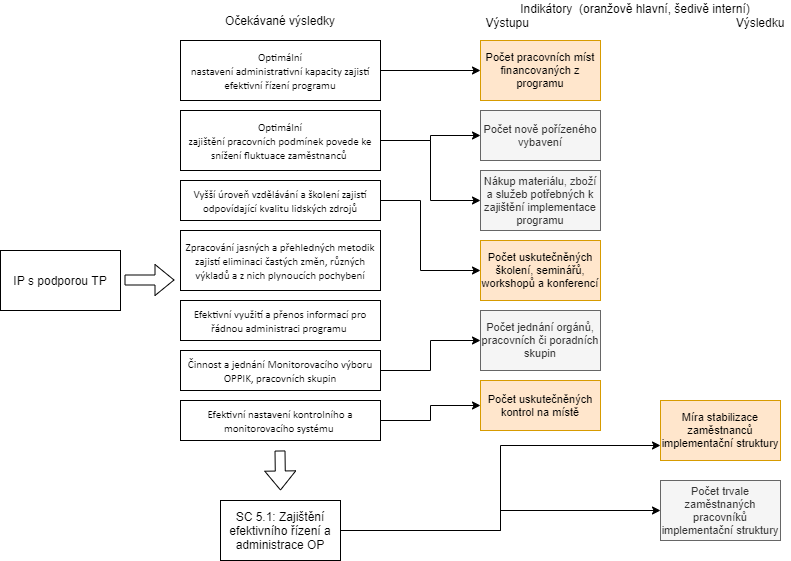 Indikátory  (oranžově hlavní, šedivě interní)
Očekávané výsledky
Výstupu
Výsledku
Optimální
nastavení administrativní kapacity zajistí
efektivní řízení programu
Počet pracovních míst
financovaných z
programu
Optimální
zajištění pracovních podmínek povede ke
snížení fluktuace zaměstnanců
Počet nově pořízeného
vybavení
Nákup materiálu, zboží
a služeb potřebných k
zajištění implementace
programu
Vyšší úroveň vzdělávání a školení zajistí
odpovídající kvalitu lidských zdrojů
Zpracování jasných a přehledných metodik
zajistí eliminaci častých změn, různých
výkladů a z nich plynoucích pochybení
Počet uskutečněných
školení, seminářů,
workshopů a konferencí
IP s podporou TP
Efektivní využití a přenos informací pro
řádnou administraci programu
Počet jednání orgánů,
pracovních či poradních
skupin
Činnost a jednání Monitorovacího výboru
OPPIK, pracovních skupin
Efektivní nastavení kontrolního a
monitorovacího systému
Počet uskutečněných
kontrol na místě
Míra stabilizace
zaměstnanců
implementační struktury
SC 5.1: Zajištění
efektivního řízení a
administrace OP
Počet trvale
zaměstnaných
pracovníků
implementační struktury